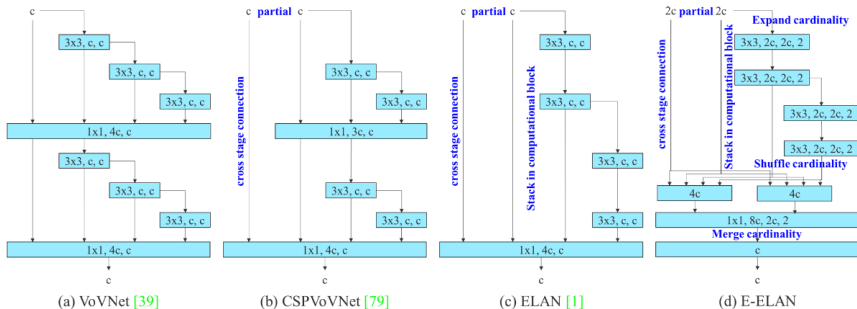 c
3x3, c, c
3x3, c, c
3x3, c, c
1x1, 4c, c
3x3, c, c
3x3, c, c
3x3, c, c
1x1, 4c, c
c
(a) VoVNet [39]
c partial c
cross stage connection
3x3, c, c
3x3, c, c
1x1, 3c, c
3x3, c, c
3x3, c, c
1x1, 4c, c
c
(b) CSPVoVNet [79]
c partial c
cross stage connection
Stack in computational block
3x3, c, c
3x3, c, c
3x3, c, c
3x3, c, c
1x1, 4c, c
c
(c) ELAN [1]
2c partial 2c
Expand cardinality
cross stage connection
Stack in computational block
3x3, 2c, 2c, 2
3x3, 2c, 2c, 2
3x3, 2c, 2c, 2
3x3, 2c, 2c, 2
Shuffle cardinality
4c 4c
1x1, 8c, 2c, 2
Merge cardinality
c
c
(d) E-ELAN